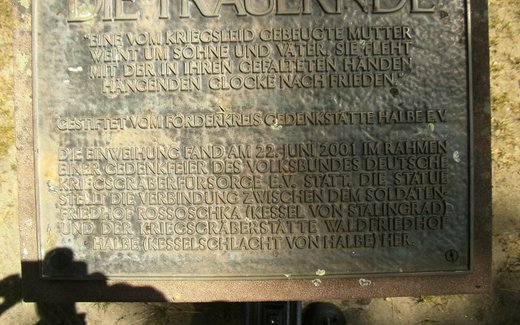 DIE TRAUERNDE
"EINE VOM KRIEGSLEID GEBEUGTE MUTTER
WEINT UM SÖHNE UND VÄTER. SIE FLEHT
MIT DER IN IHREN GEFALTETEN HÄNDEN
HÄNGENDEN GLOCKE NACH FRIEDEN."
GESTIFTET VOM FÖRDERKREIS GEDENKSTÄTTE HALBE E.V.
DIE EINWEIHUNG FAND AM 22. JUNI 2001 IM RAHMEN
EINER GEDENKFEIER DES VOLKSBUNDES DEUTSCHE
KRIEGSGRÄBERFÜRSORGE E.V. STATT. DIE STATUE
STELLT DIE VERBINDUNG ZWISCHEN DEM SOLDATEN-
FRIEDHOF ROSSOSCHKA (KESSEL VON STALINGRAD)
UND DER KRIEGSGRÄBERSTÄTTE WALDFRIEDHOF
HALBE (KESSELSCHLACHT VON HALBE) HER.